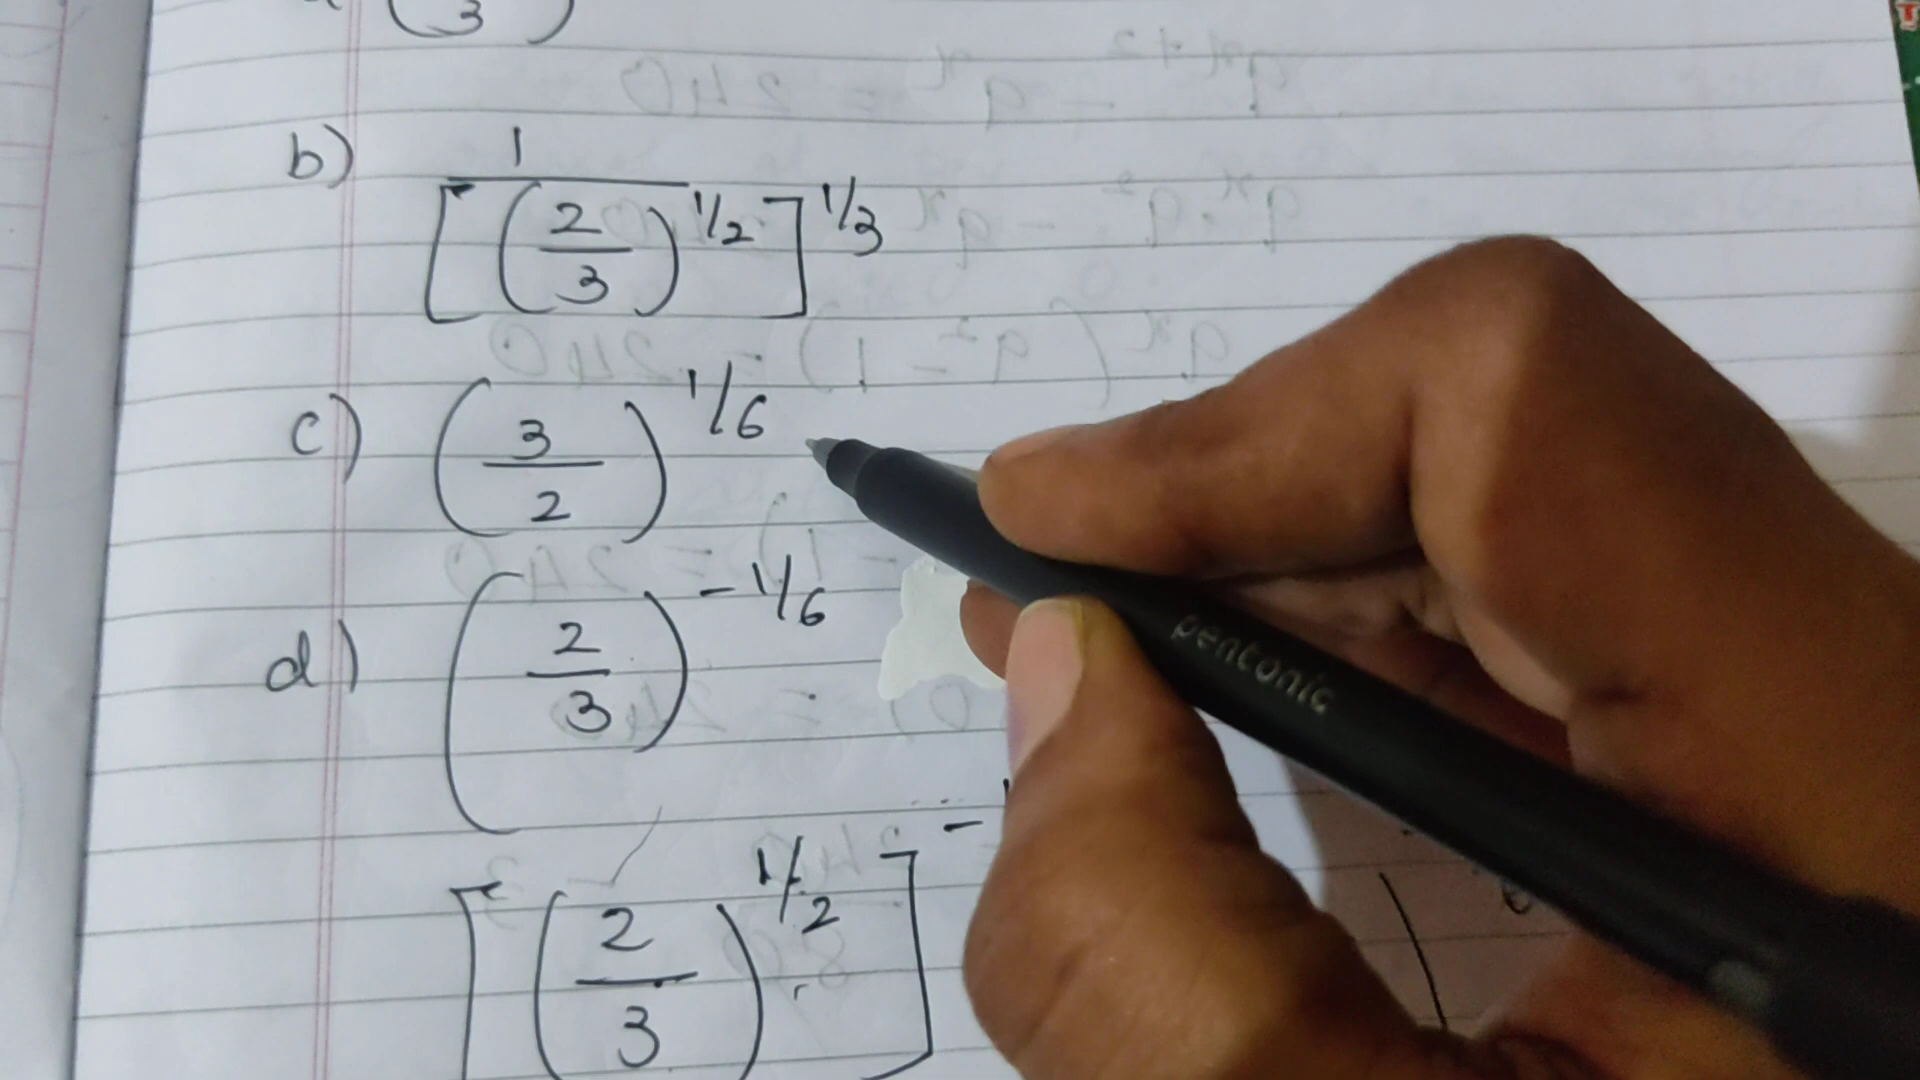 3
b) 1
[(2/3)^1/2]^1/3
c) (3/2)^1/6
d) (2/3)^-1/6
[(2/3)^1/2]^-
pentonic